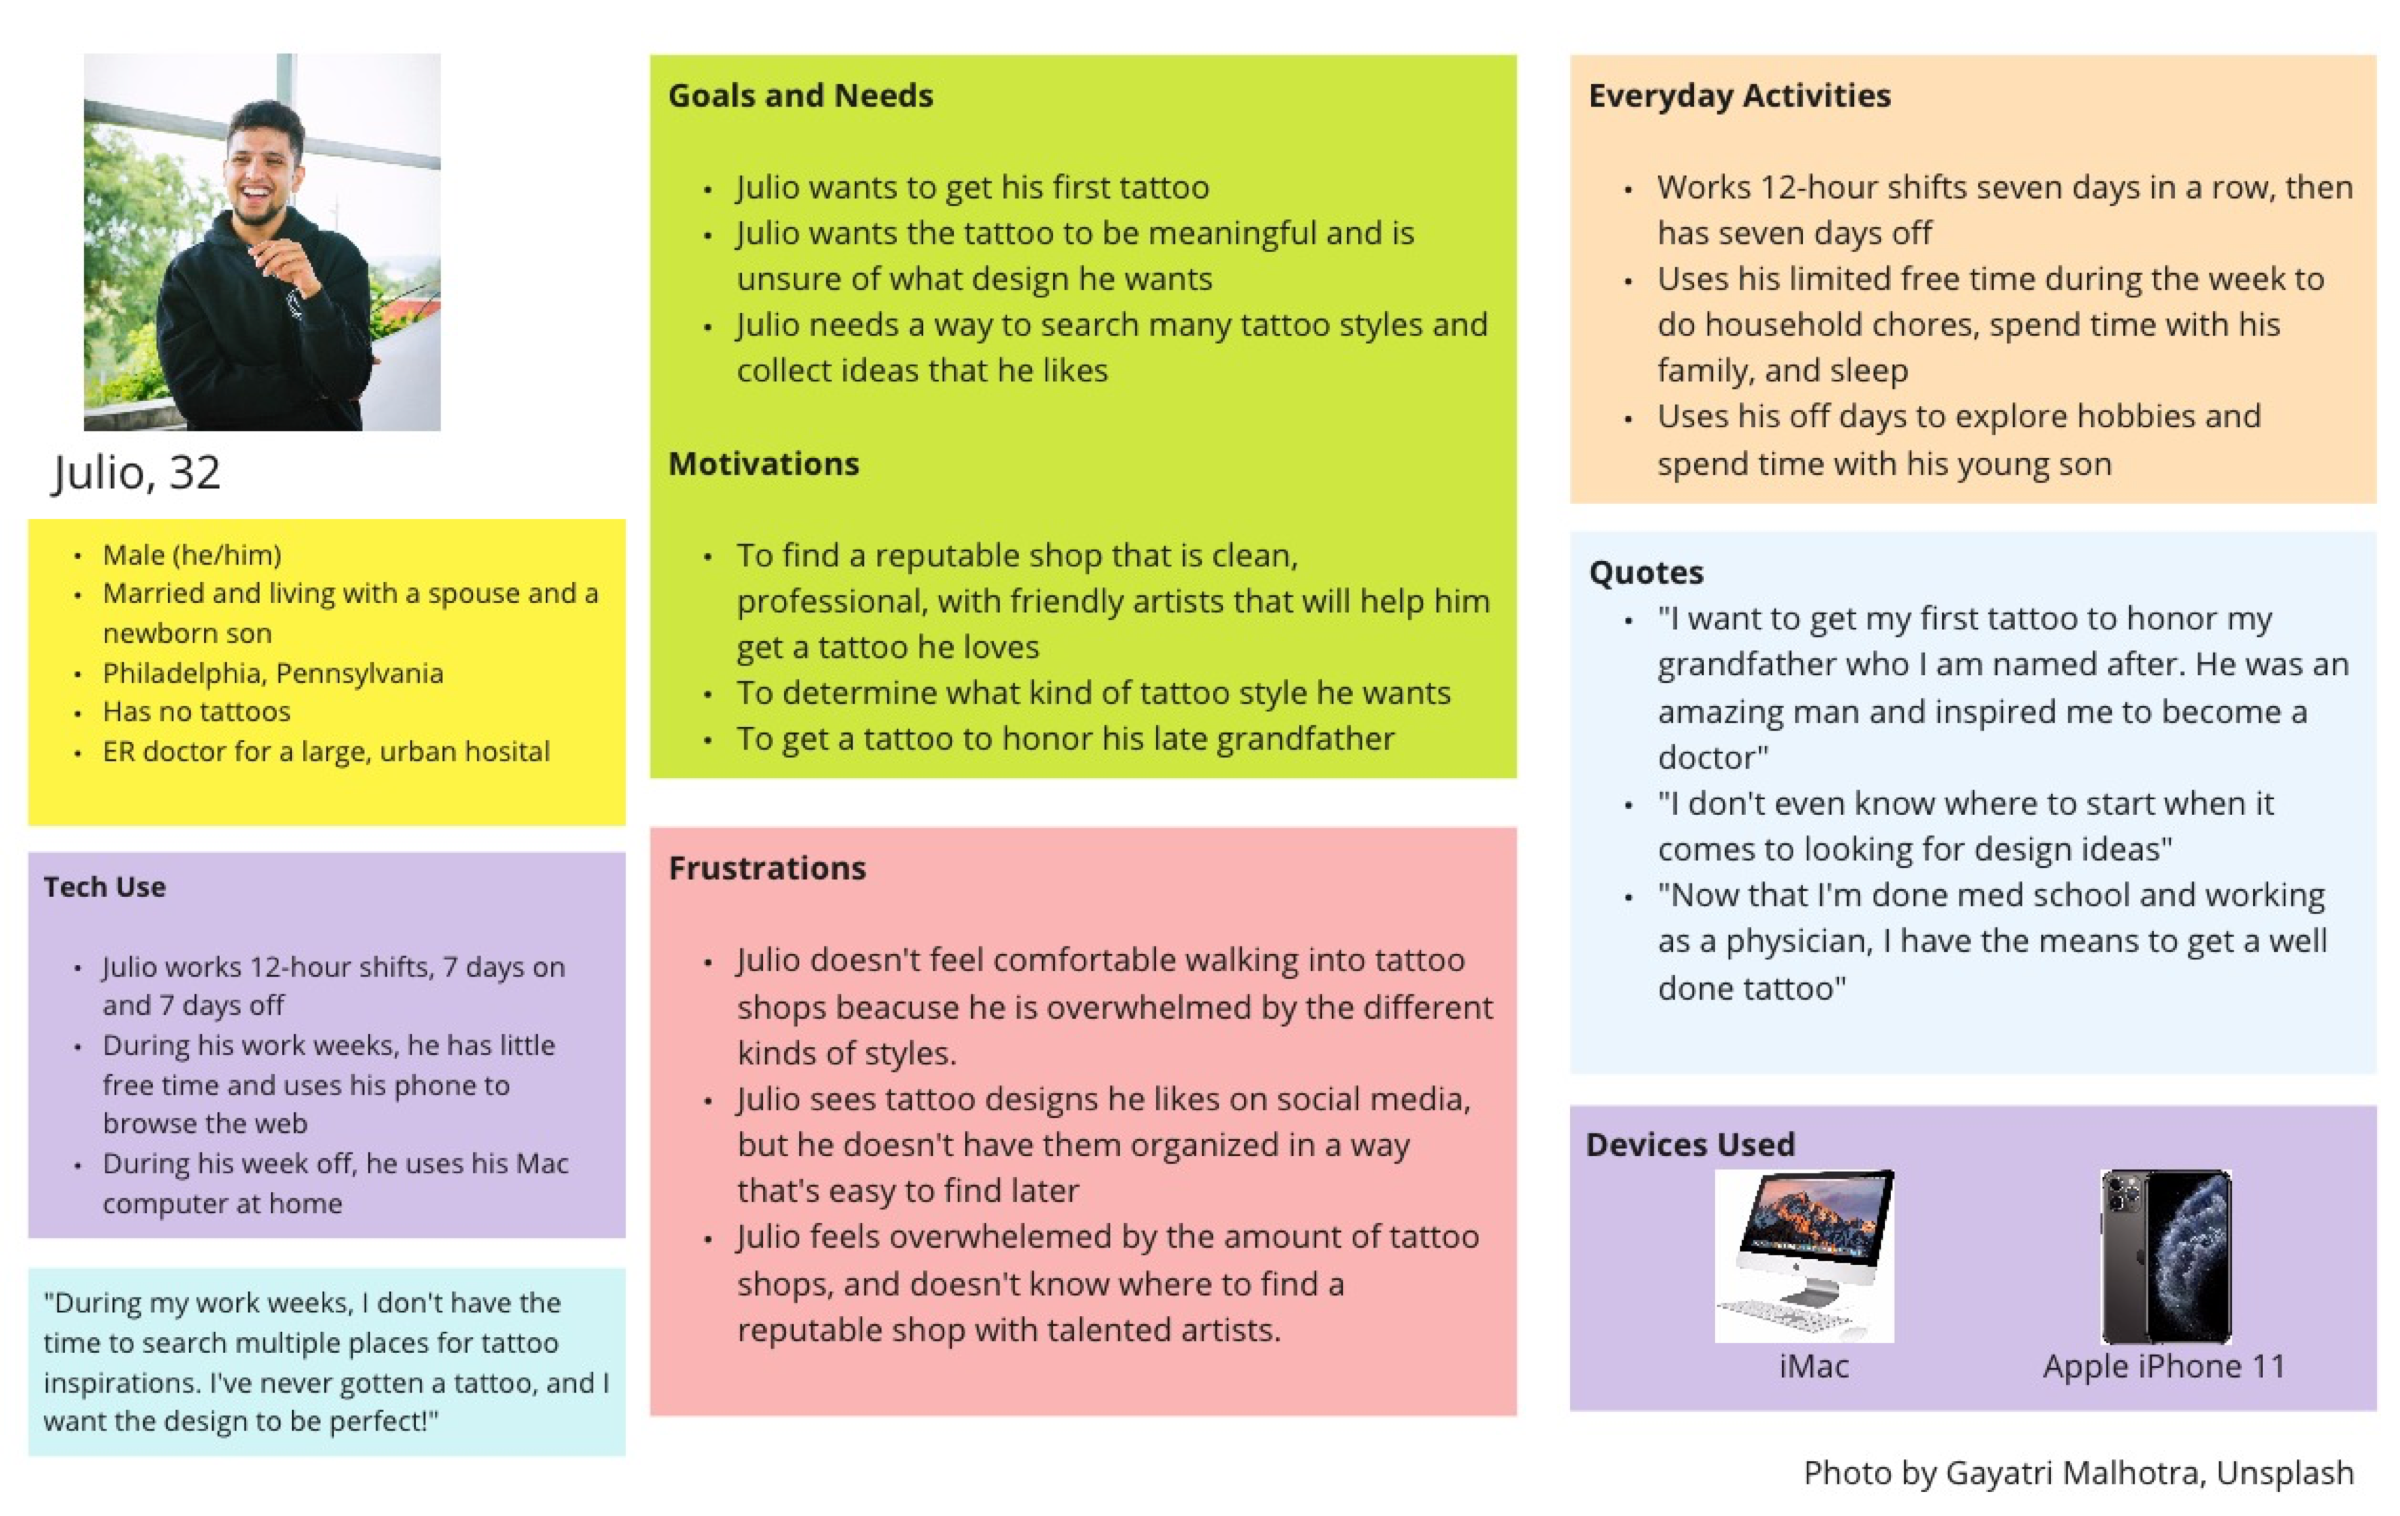 Julio, 32
• Male (he/him)
• Married and living with a spouse and a
newborn son
• Philadelphia, Pennsylvania
• Has no tattoos
• ER doctor for a large, urban hosital
Tech Use
• Julio works 12-hour shifts, 7 days on
and 7 days off
• During his work weeks, he has little
free time and uses his phone to
browse the web
• During his week off, he uses his Mac
computer at home
"During my work weeks, I don't have the
time to search multiple places for tattoo
inspirations. I've never gotten a tattoo, and I
want the design to be perfect!"
Goals and Needs
• Julio wants to get his first tattoo
• Julio wants the tattoo to be meaningful and is
unsure of what design he wants
• Julio needs a way to search many tattoo styles and
collect ideas that he likes
Motivations
• To find a reputable shop that is clean,
professional, with friendly artists that will help him
get a tattoo he loves
• To determine what kind of tattoo style he wants
• To get a tattoo to honor his late grandfather
Frustrations
• Julio doesn't feel comfortable walking into tattoo
shops beacuse he is overwhelmed by the different
kinds of styles.
• Julio sees tattoo designs he likes on social media,
but he doesn't have them organized in a way
that's easy to find later
• Julio feels overwhelemed by the amount of tattoo
shops, and doesn't know where to find a
reputable shop with talented artists.
Everyday Activities
• Works 12-hour shifts seven days in a row, then
has seven days off
• Uses his limited free time during the week to
do household chores, spend time with his
family, and sleep
• Uses his off days to explore hobbies and
spend time with his young son
Quotes
• "I want to get my first tattoo to honor my
grandfather who I am named after. He was an
amazing man and inspired me to become a
doctor"
• "I don't even know where to start when it
comes to looking for design ideas"
• "Now that I'm done med school and working
as a physician, I have the means to get a well
done tattoo"
Devices Used
iMac
Apple iPhone 11
Photo by Gayatri Malhotra, Unsplash